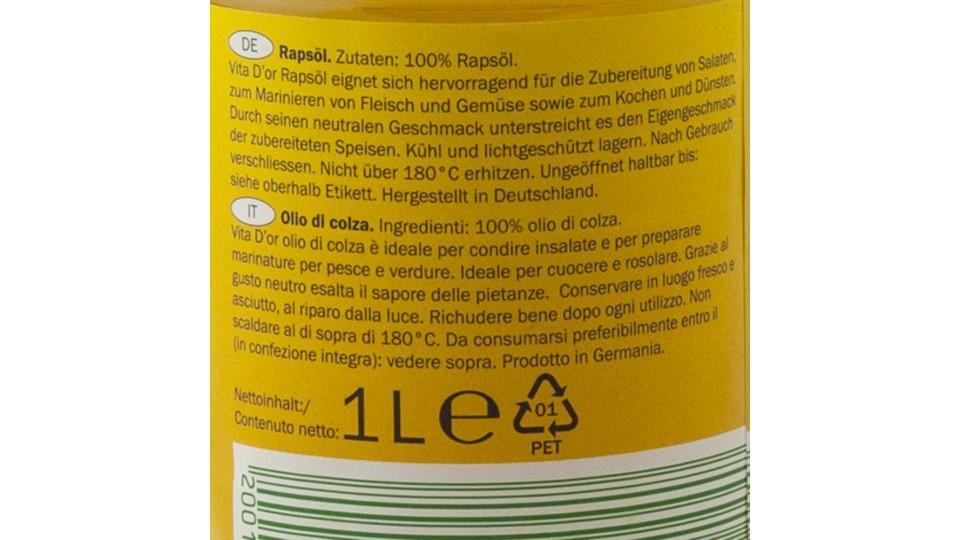 DE Rapsöl. Zutaten: 100% Rapsöl.
Vita D'or Rapsöl eignet sich hervorragend für die Zubereitung von Salaten,
zum Marinieren von Fleisch und Gemüse sowie zum Kochen und Dünsten.
Durch seinen neutralen Geschmack unterstreicht es den Eigengeschmack
der zubereiteten Speisen. Kühl und lichtgeschützt lagern. Nach Gebrauch
verschliessen. Nicht über 180°C erhitzen. Ungeöffnet haltbar bis:
siehe oberhalb Etikett. Hergestellt in Deutschland.
IT Olio di colza. Ingredienti: 100% olio di colza.
Vita D'or olio di colza è ideale per condire insalate e per preparare
marinature per pesce e verdure. Ideale per cuocere e rosolare. Grazie al
gusto neutro esalta il sapore delle pietanze. Conservare in luogo fresco e
asciutto, al riparo dalla luce. Richudere bene dopo ogni utilizzo. Non
scaldare al di sopra di 180°C. Da consumarsi preferibilmente entro il
(in confezione integra): vedere sopra. Prodotto in Germania.
Nettoinhalt:/
Contenuto netto: 1 L e
01
PET
200